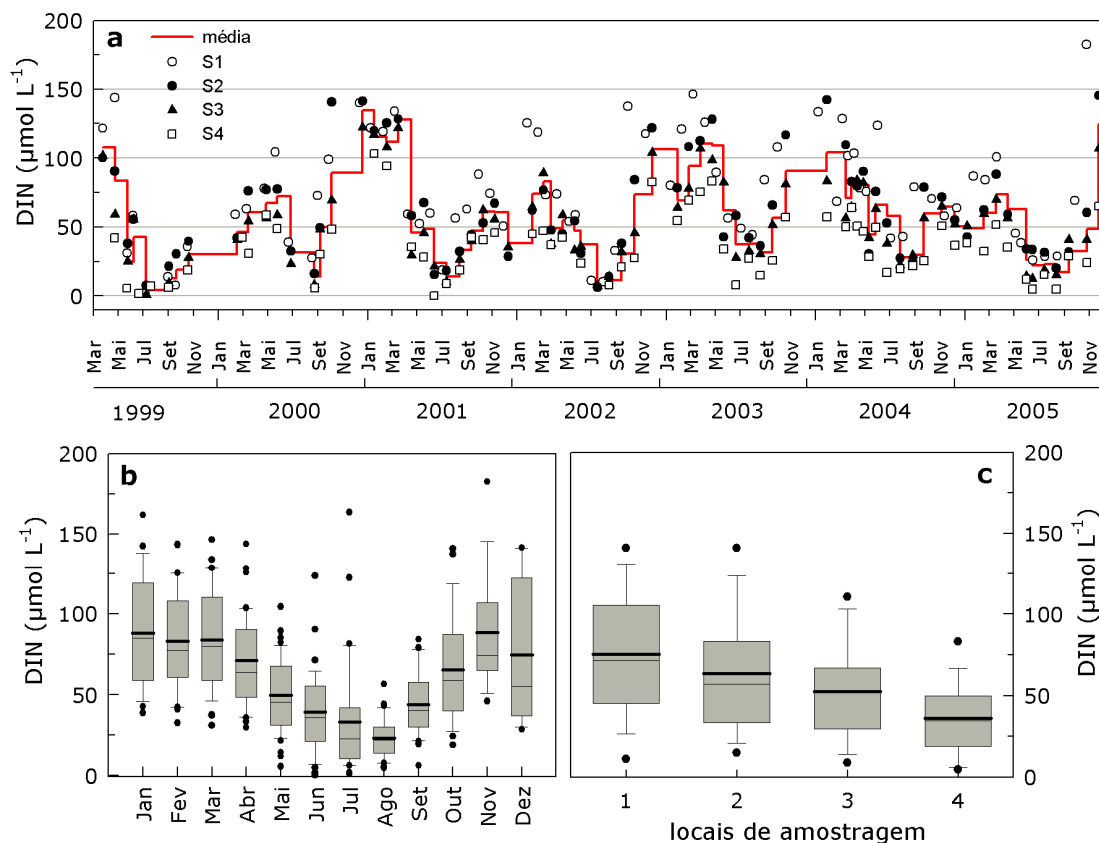 a
média
S1
S2
S3
S4
DIN (µmol L⁻¹)
200
150
100
50
0
Mar Mai Jul Set Nov Jan Mar Mai Jul Set Nov Jan Mar Mai Jul Set Nov Jan Mar Mai Jul Set Nov Jan Mar Mai Jul Set Nov Jan Mar Mai Jul Set Nov Jan Mar Mai Jul Set Nov
1999 2000 2001 2002 2003 2004 2005
b
DIN (µmol L⁻¹)
200
150
100
50
0
Jan Fev Mar Abr Mai Jun Jul Ago Set Out Nov Dez
c
200
150
100
50
0
DIN (µmol L⁻¹)
1 2 3 4
locais de amostragem